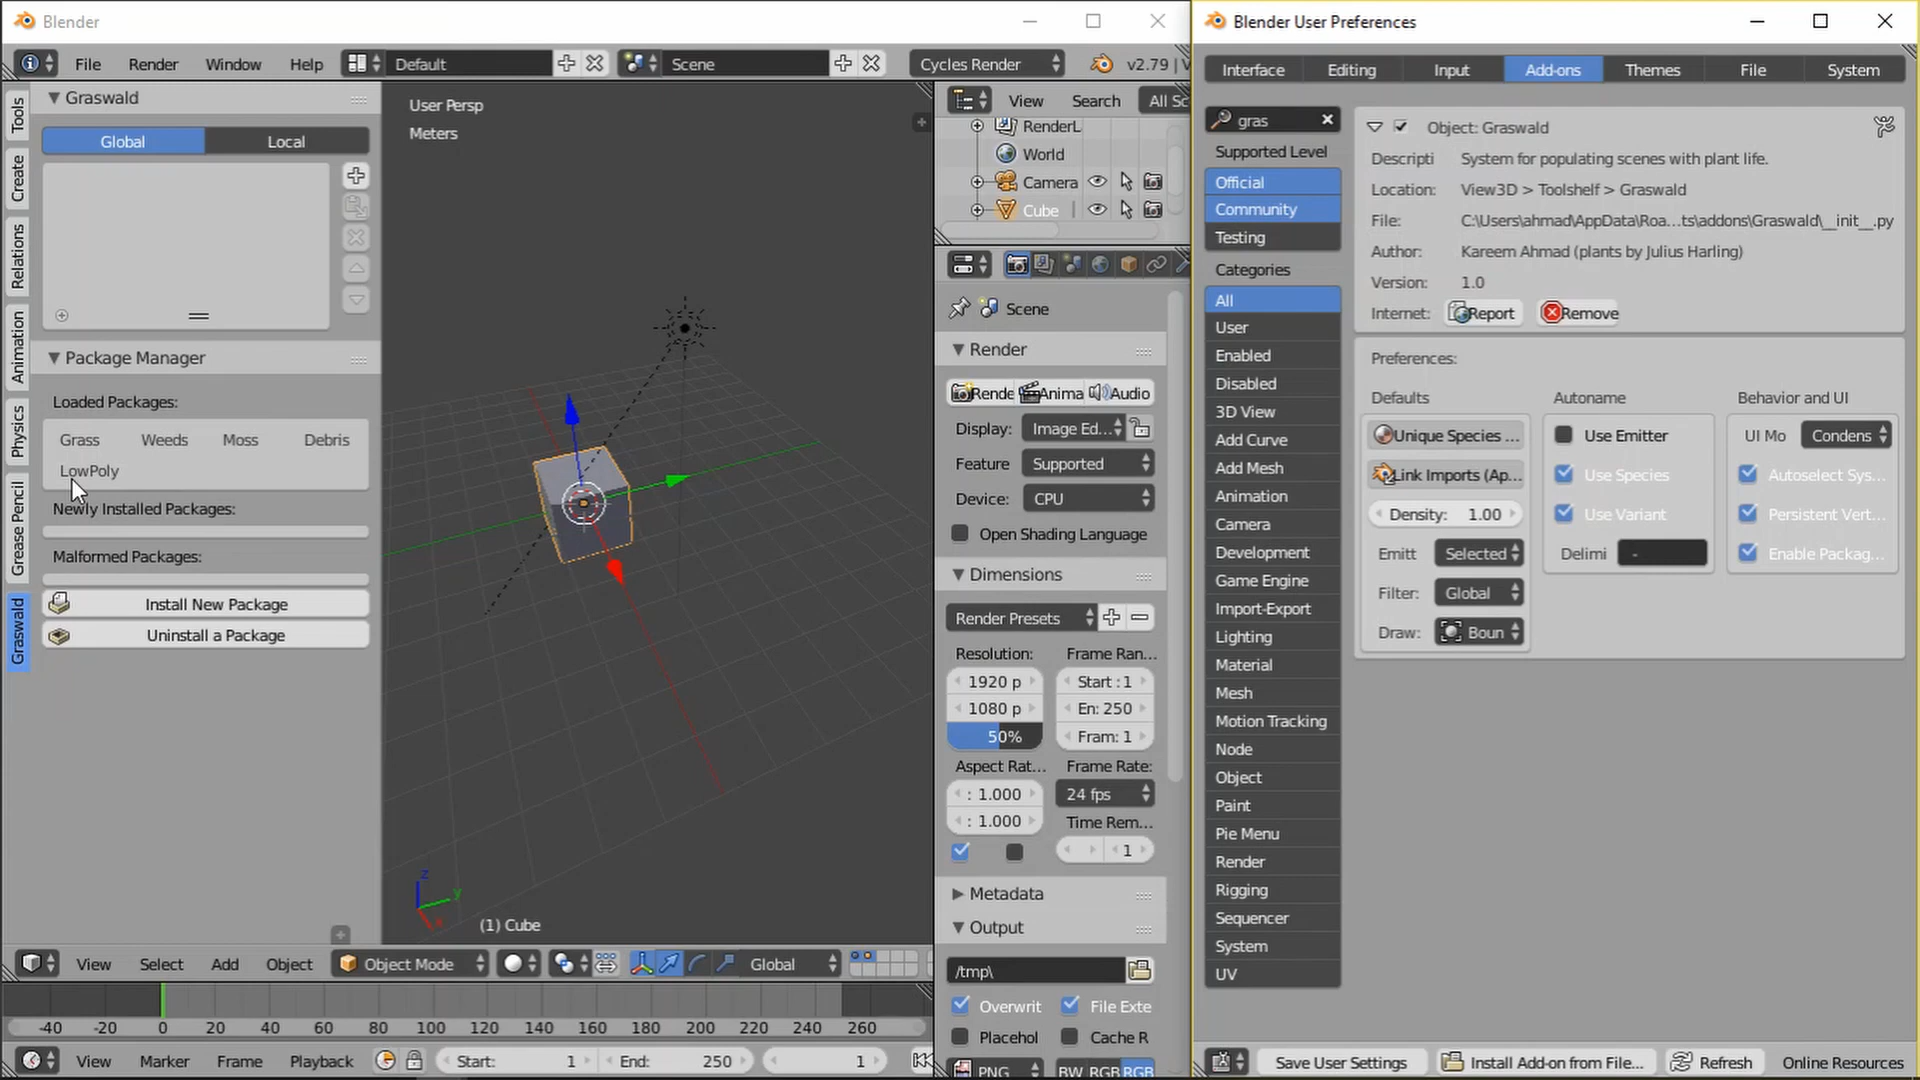 Blender
File Render Window Help Default Scene Cycles Render v2.79 | V
Tools
Create
Relations
Animation
Physics
Grease Pencil
Graswald
Graswald
Global Local
Package Manager
Loaded Packages:
Grass Weeds Moss Debris
LowPoly
Newly Installed Packages:
Malformed Packages:
Install New Package
Uninstall a Package
User Persp
Meters
z
y
x
(1) Cube
View Select Add Object Object Mode Global
-40 -20 0 20 40 60 80 100 120 140 160 180 200 220 240 260
View Marker Frame Playback Start: 1 End: 250 1
View Search All Sc
RenderL
World
Camera
Cube
Scene
Render
Rende Anima Audio
Display: Image Ed...
Feature Supported
Device: CPU
Open Shading Language
Dimensions
Render Presets
Resolution: Frame Ran...
1920 p Start :1
1080 p En: 250
50% Fram: 1
Aspect Rat... Frame Rate:
: 1.000 24 fps
: 1.000 Time Rem...
1
Metadata
Output
/tmp\
Overwrit File Exte
Placehol Cache R
PNG BW RGB RGB
Blender User Preferences
Interface Editing Input Add-ons Themes File System
gras
Supported Level
Official
Community
Testing
Categories
All
User
Enabled
Disabled
3D View
Add Curve
Add Mesh
Animation
Camera
Development
Game Engine
Import-Export
Lighting
Material
Mesh
Motion Tracking
Node
Object
Paint
Pie Menu
Render
Rigging
Sequencer
System
UV
Object: Graswald
Descripti System for populating scenes with plant life.
Location: View3D > Toolshelf > Graswald
File: C:\Users\ahmad\AppData\Roa...ts\addons\Graswald\__init__.py
Author: Kareem Ahmad (plants by Julius Harling)
Version: 1.0
Internet: Report Remove
Preferences:
Defaults Autoname Behavior and UI
Unique Species ... Use Emitter UI Mo Condens
Link Imports (Ap... Use Species Autoselect Sys...
Density: 1.00 Use Variant Persistent Vert...
Emitt Selected Delimi - Enable Packag...
Filter: Global
Draw: Boun
Save User Settings Install Add-on from File... Refresh Online Resources